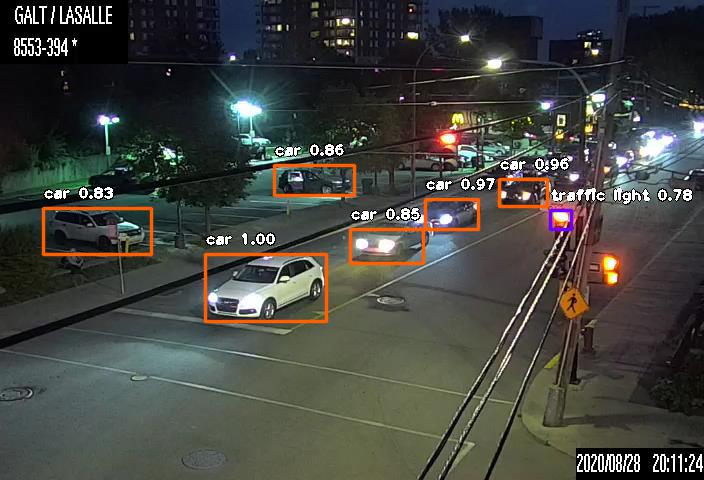 GALT / LASALLE
8553-394 *
car 0.86
car 0.96
car 0.83
car 0.97
traffic light 0.78
car 0.85
car 1.00
2020/08/28 20:11:24